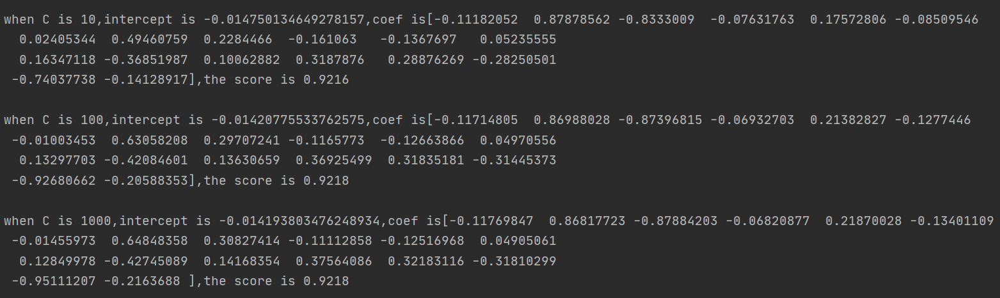 when C is 10,intercept is -0.014750134649278157,coef is[-0.11182052  0.87878562 -0.8333009  -0.07631763  0.17572806 -0.08509546
  0.02405344  0.49460759  0.2284466  -0.161063   -0.1367697   0.05235555
  0.16347118 -0.36851987  0.10062882  0.3187876   0.28876269 -0.28250501
 -0.74037738 -0.14128917],the score is 0.9216

when C is 100,intercept is -0.01420775533762575,coef is[-0.11714805  0.86988028 -0.87396815 -0.06932703  0.21382827 -0.1277446
 -0.01003453  0.63058208  0.29707241 -0.1165773  -0.12663866  0.04970556
  0.13297703 -0.42084601  0.13630659  0.36925499  0.31835181 -0.31445373
 -0.92680662 -0.20588353],the score is 0.9218

when C is 1000,intercept is -0.014193803476248934,coef is[-0.11769847  0.86817723 -0.87884203 -0.06820877  0.21870028 -0.13401109
 -0.01455973  0.64848358  0.30827414 -0.11112858 -0.12516968  0.04905061
  0.12849978 -0.42745089  0.14168354  0.37564086  0.32183116 -0.31810299
 -0.95111207 -0.2163688 ],the score is 0.9218